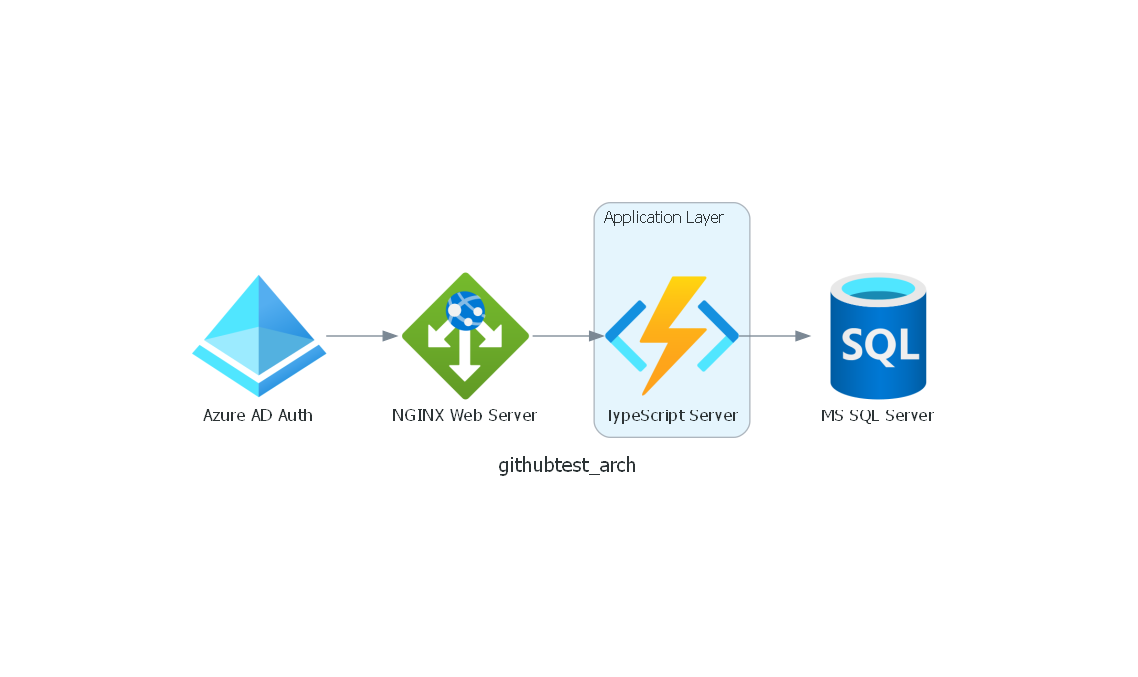 Application Layer
SQL
Azure AD Auth
NGINX Web Server
TypeScript Server
MS SQL Server
githubtest_arch